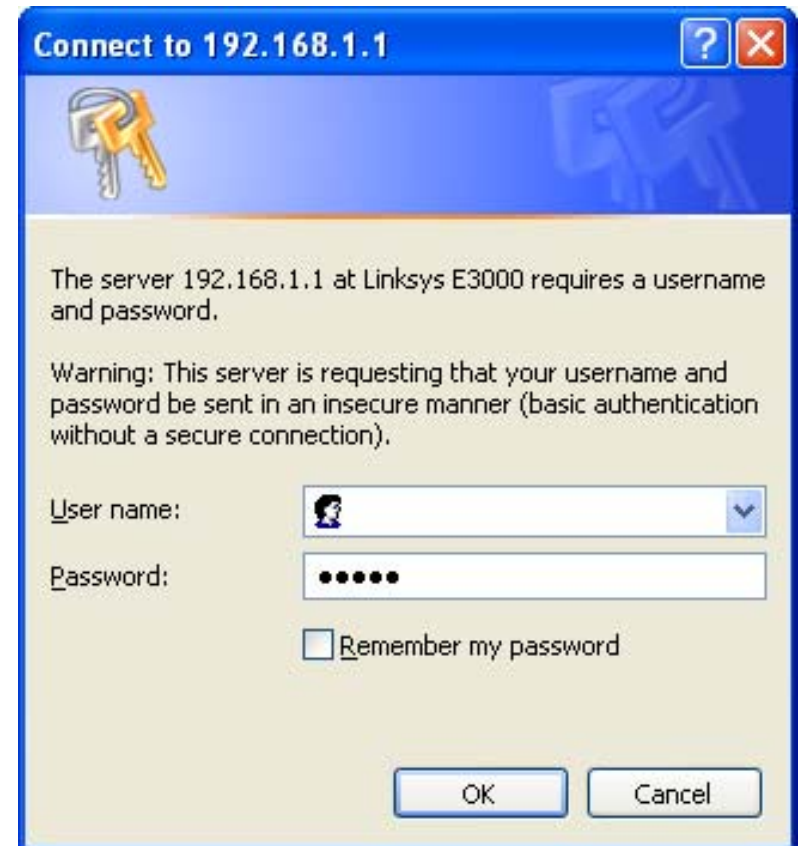 Connect to 192.168.1.1
The server 192.168.1.1 at Linksys E3000 requires a username
and password.
Warning: This server is requesting that your username and
password be sent in an insecure manner (basic authentication
without a secure connection).
User name:
Password:
•••••
Remember my password
OK
Cancel